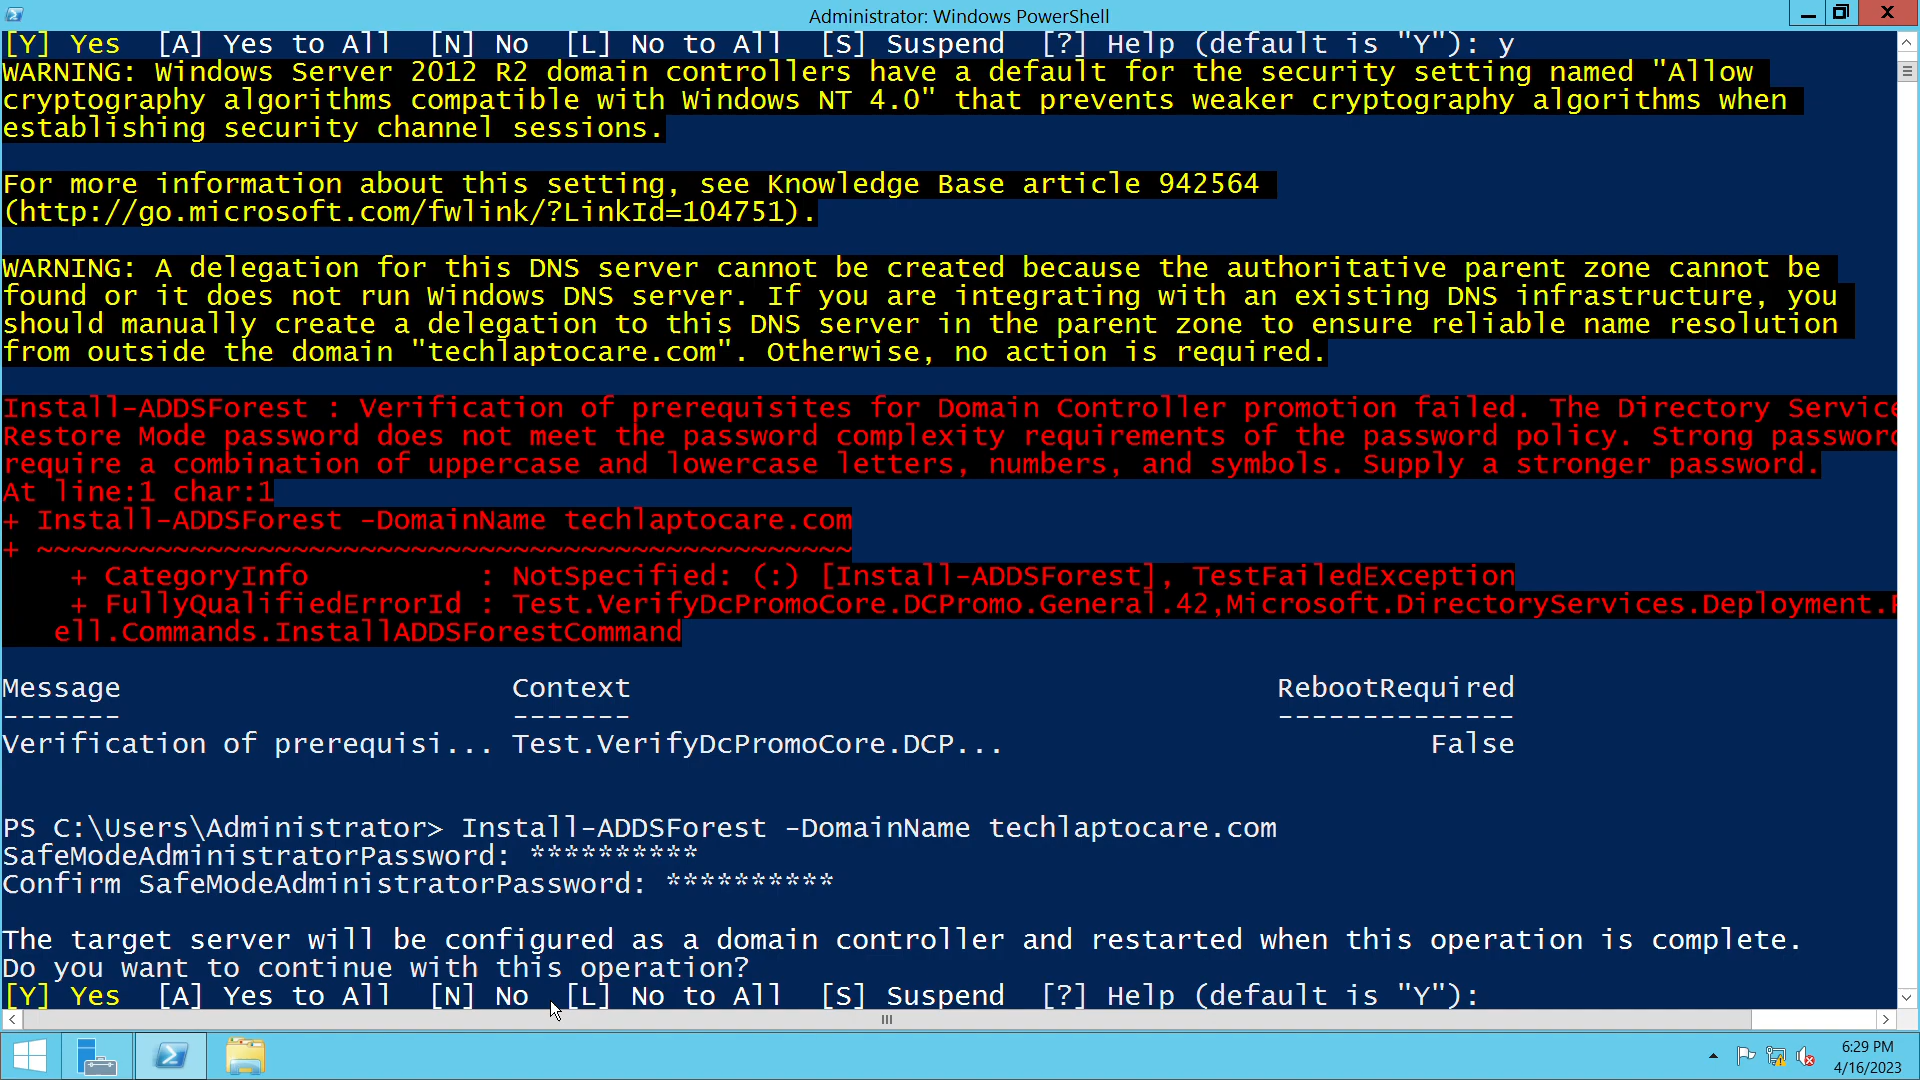 Administrator: Windows PowerShell
[Y] Yes  [A] Yes to All  [N] No  [L] No to All  [S] Suspend  [?] Help (default is "Y"): y
WARNING: Windows Server 2012 R2 domain controllers have a default for the security setting named "Allow
cryptography algorithms compatible with Windows NT 4.0" that prevents weaker cryptography algorithms when
establishing security channel sessions.
For more information about this setting, see Knowledge Base article 942564
(http://go.microsoft.com/fwlink/?LinkId=104751).
WARNING: A delegation for this DNS server cannot be created because the authoritative parent zone cannot be
found or it does not run Windows DNS server. If you are integrating with an existing DNS infrastructure, you
should manually create a delegation to this DNS server in the parent zone to ensure reliable name resolution
from outside the domain "techlaptocare.com". Otherwise, no action is required.
Install-ADDSForest : Verification of prerequisites for Domain Controller promotion failed. The Directory Service
Restore Mode password does not meet the password complexity requirements of the password policy. Strong password
require a combination of uppercase and lowercase letters, numbers, and symbols. Supply a stronger password.
At line:1 char:1
+ Install-ADDSForest -DomainName techlaptocare.com
+ ~~~~~~~~~~~~~~~~~~~~~~~~~~~~~~~~~~~~~~~~~~~~~~~~
    + CategoryInfo          : NotSpecified: (:) [Install-ADDSForest], TestFailedException
    + FullyQualifiedErrorId : Test.VerifyDcPromoCore.DCPromo.General.42,Microsoft.DirectoryServices.Deployment.
   ell.Commands.InstallADDSForestCommand
Message                       Context                                      RebootRequired
-------                       -------                                      --------------
Verification of prerequisi... Test.VerifyDcPromoCore.DCP...                         False
PS C:\Users\Administrator> Install-ADDSForest -DomainName techlaptocare.com
SafeModeAdministratorPassword: **********
Confirm SafeModeAdministratorPassword: **********
The target server will be configured as a domain controller and restarted when this operation is complete.
Do you want to continue with this operation?
[Y] Yes  [A] Yes to All  [N] No  [L] No to All  [S] Suspend  [?] Help (default is "Y"):
6:29 PM
4/16/2023